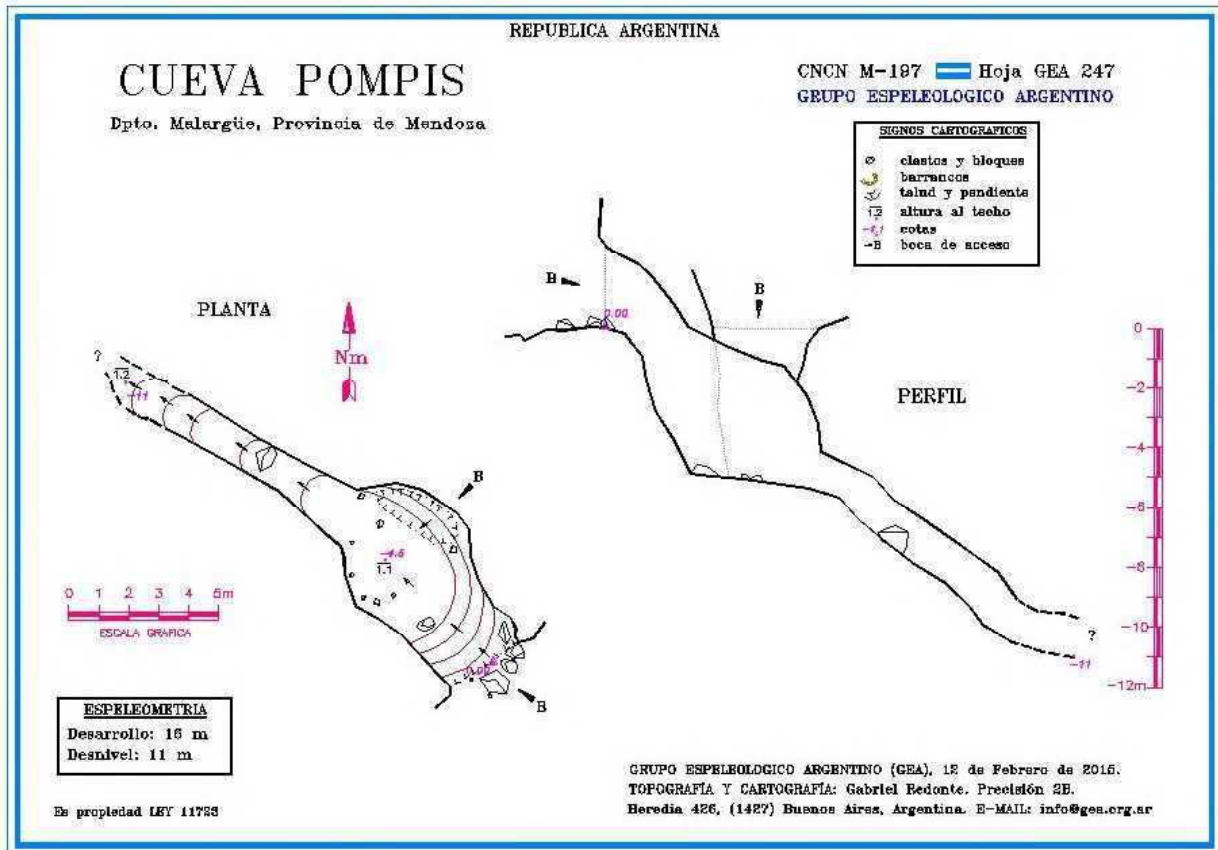 REPUBLICA ARGENTINA
CUEVA POMPIS
Dpto. Malargüe, Provincia de Mendoza
CNCN M-197 Hoja GEA 247
GRUPO ESPELEOLOGICO ARGENTINO
SIGNOS CARTOGRAFICOS
clastos y bloques
barrancos
talud y pendiente
1.2 altura al techo
cotas
B boca de acceso
PLANTA
Nm
?
1.2
-11
B
1.1
0.00
B
0 1 2 3 4 5m
ESCALA GRAFICA
B
0.00
B
PERFIL
0
-2
-4
-6
-8
-10
-12m
?
-11
ESPELEOMETRIA
Desarrollo: 16 m
Desnivel: 11 m
Es propiedad LEY 11723
GRUPO ESPELEOLOGICO ARGENTINO (GEA), 12 de Febrero de 2015.
TOPOGRAFÍA Y CARTOGRAFÍA: Gabriel Redonte. Precisión 2B.
Heredia 426, (1427) Buenos Aires, Argentina. E-MAIL: info@gea.org.ar